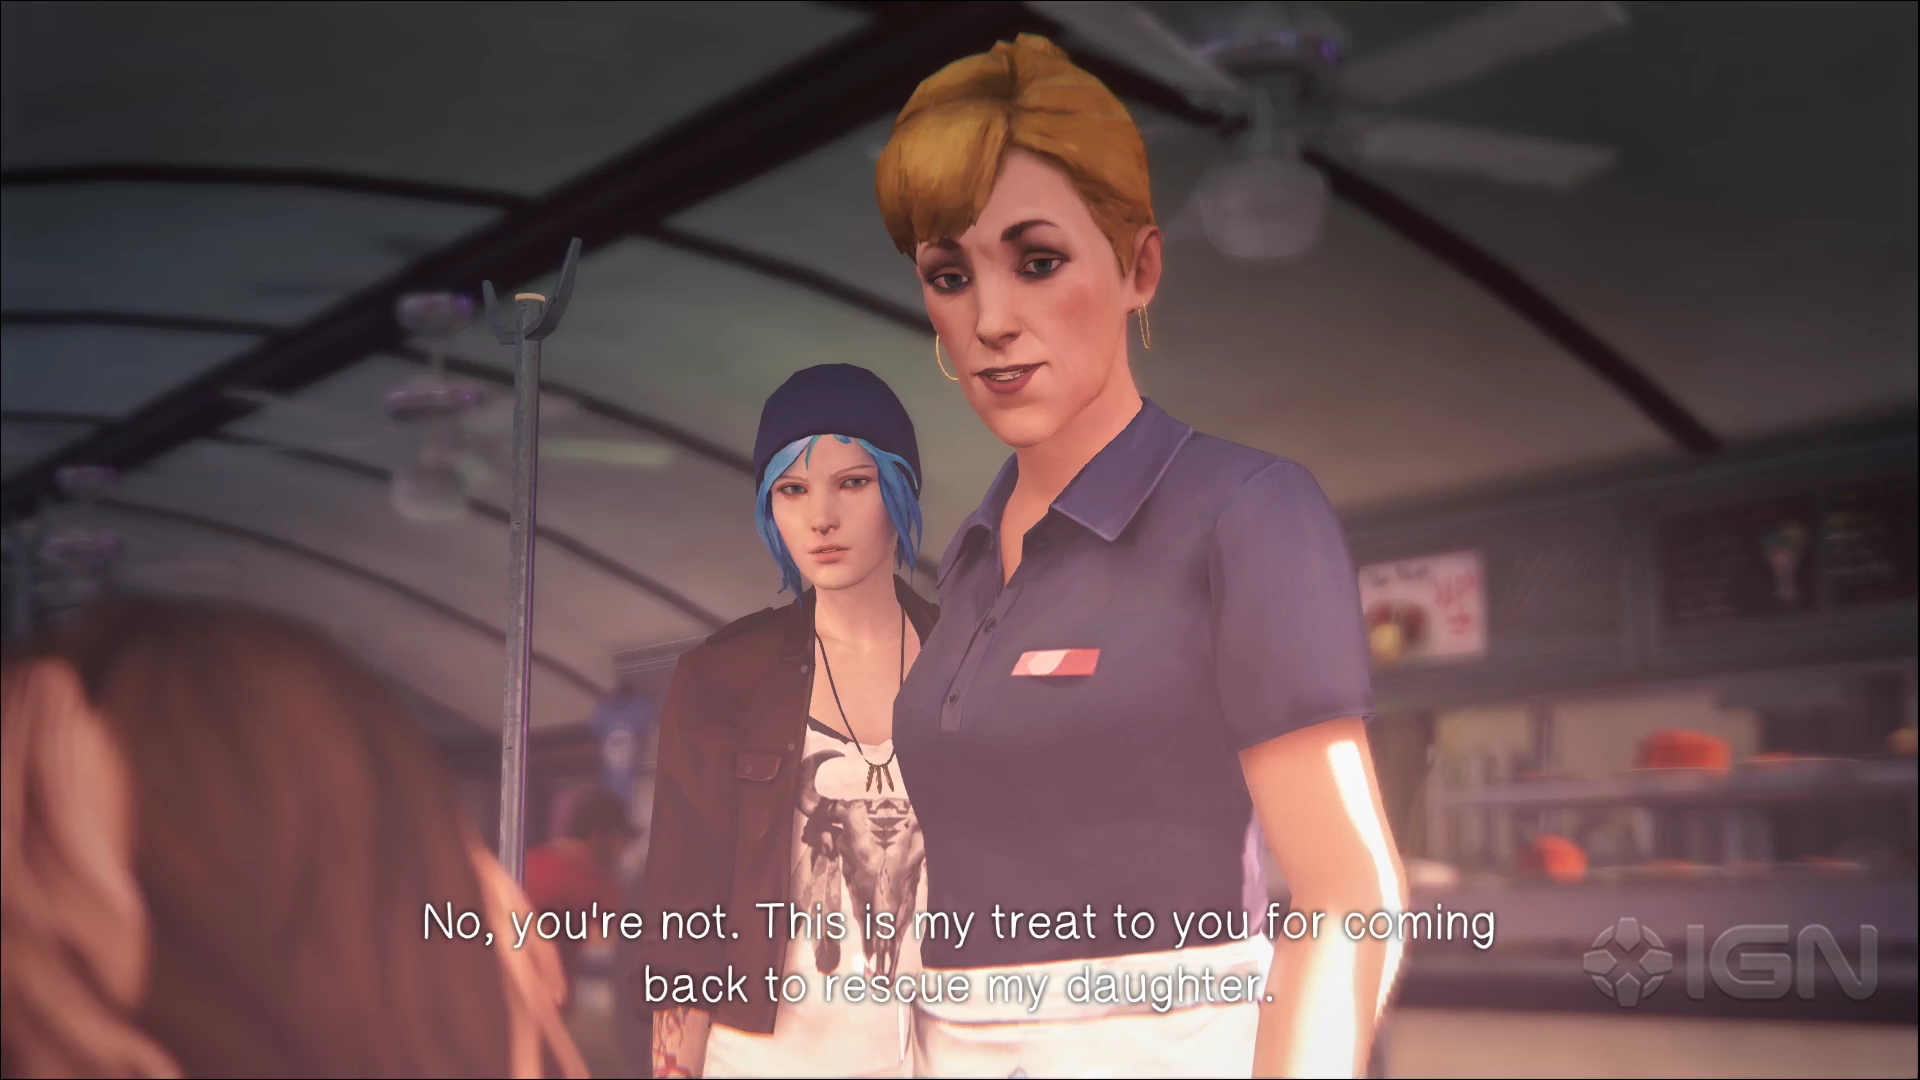 No, you're not. This is my treat to you for coming
back to rescue my daughter.
IGN